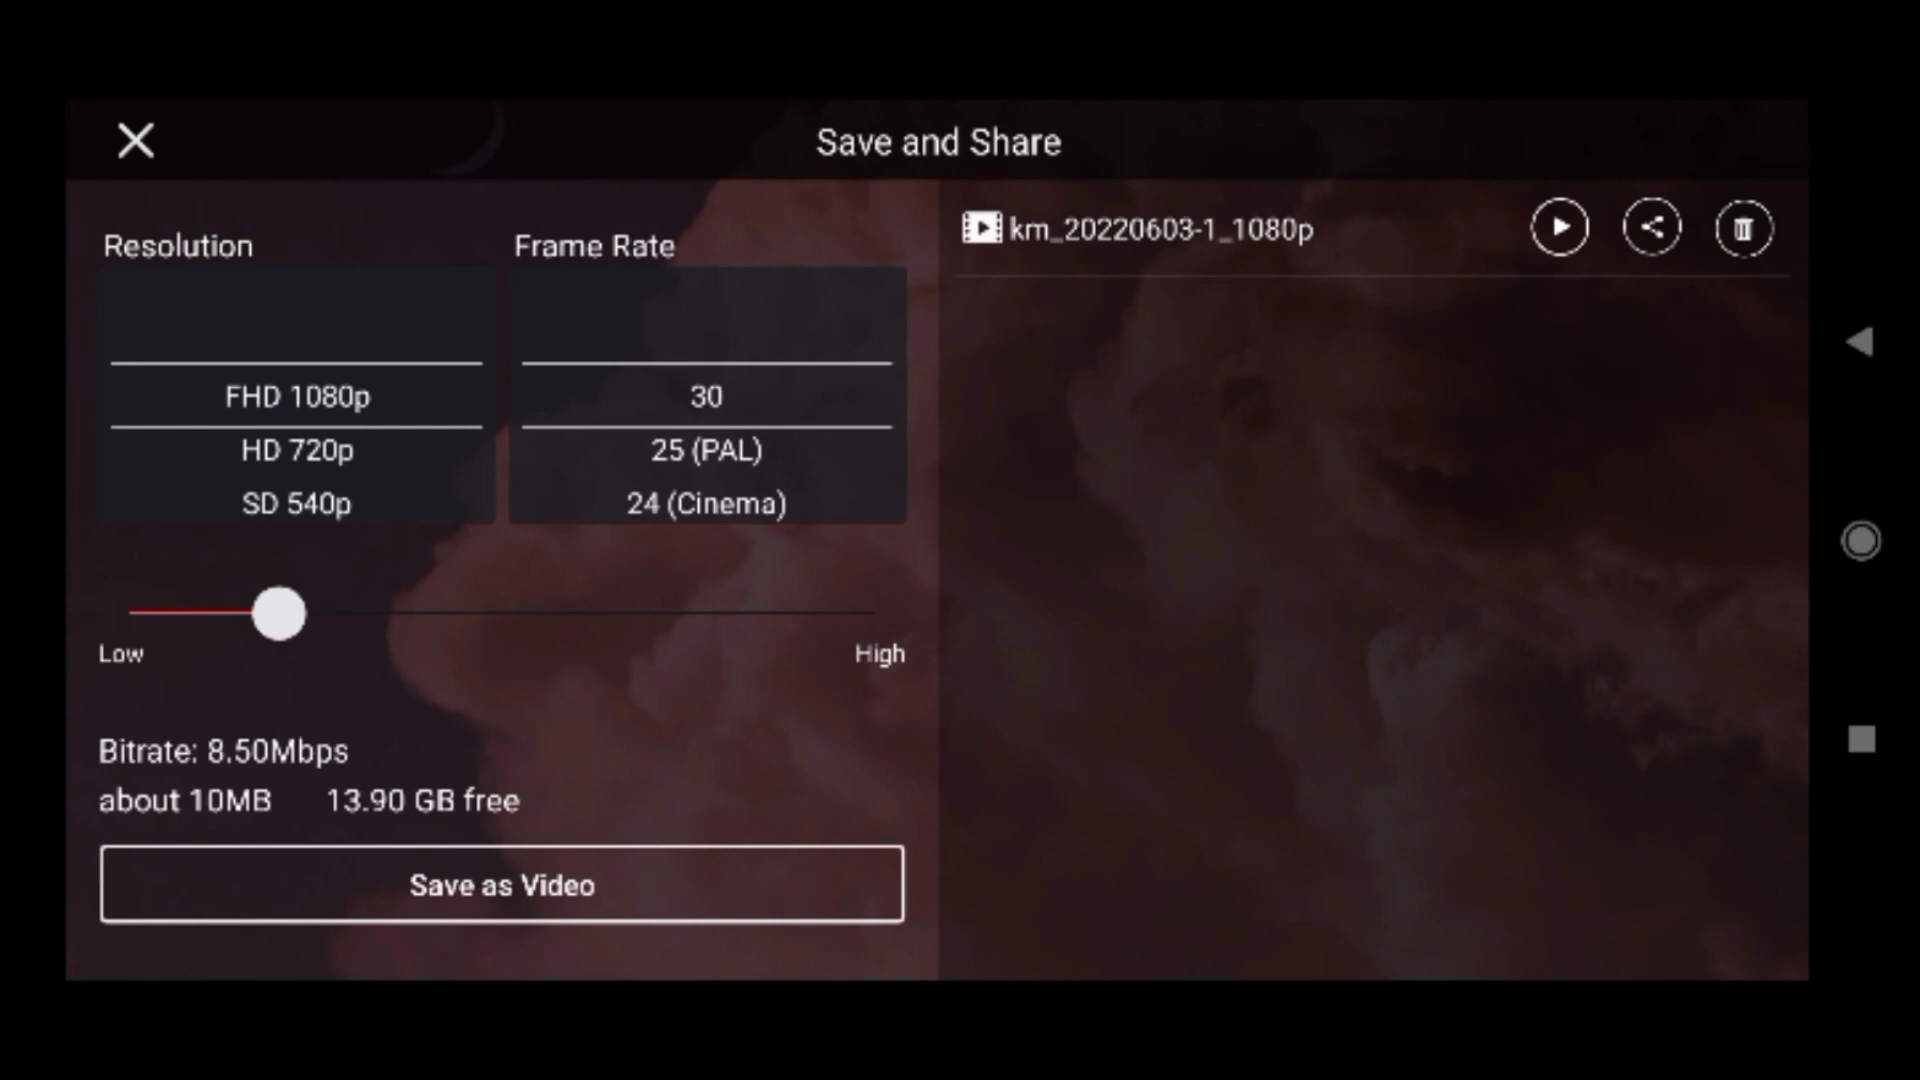 Save and Share
Resolution
Frame Rate
FHD 1080p
HD 720p
SD 540p
30
25 (PAL)
24 (Cinema)
Low
High
Bitrate: 8.50Mbps
about 10MB 13.90 GB free
Save as Video
km_20220603-1_1080p